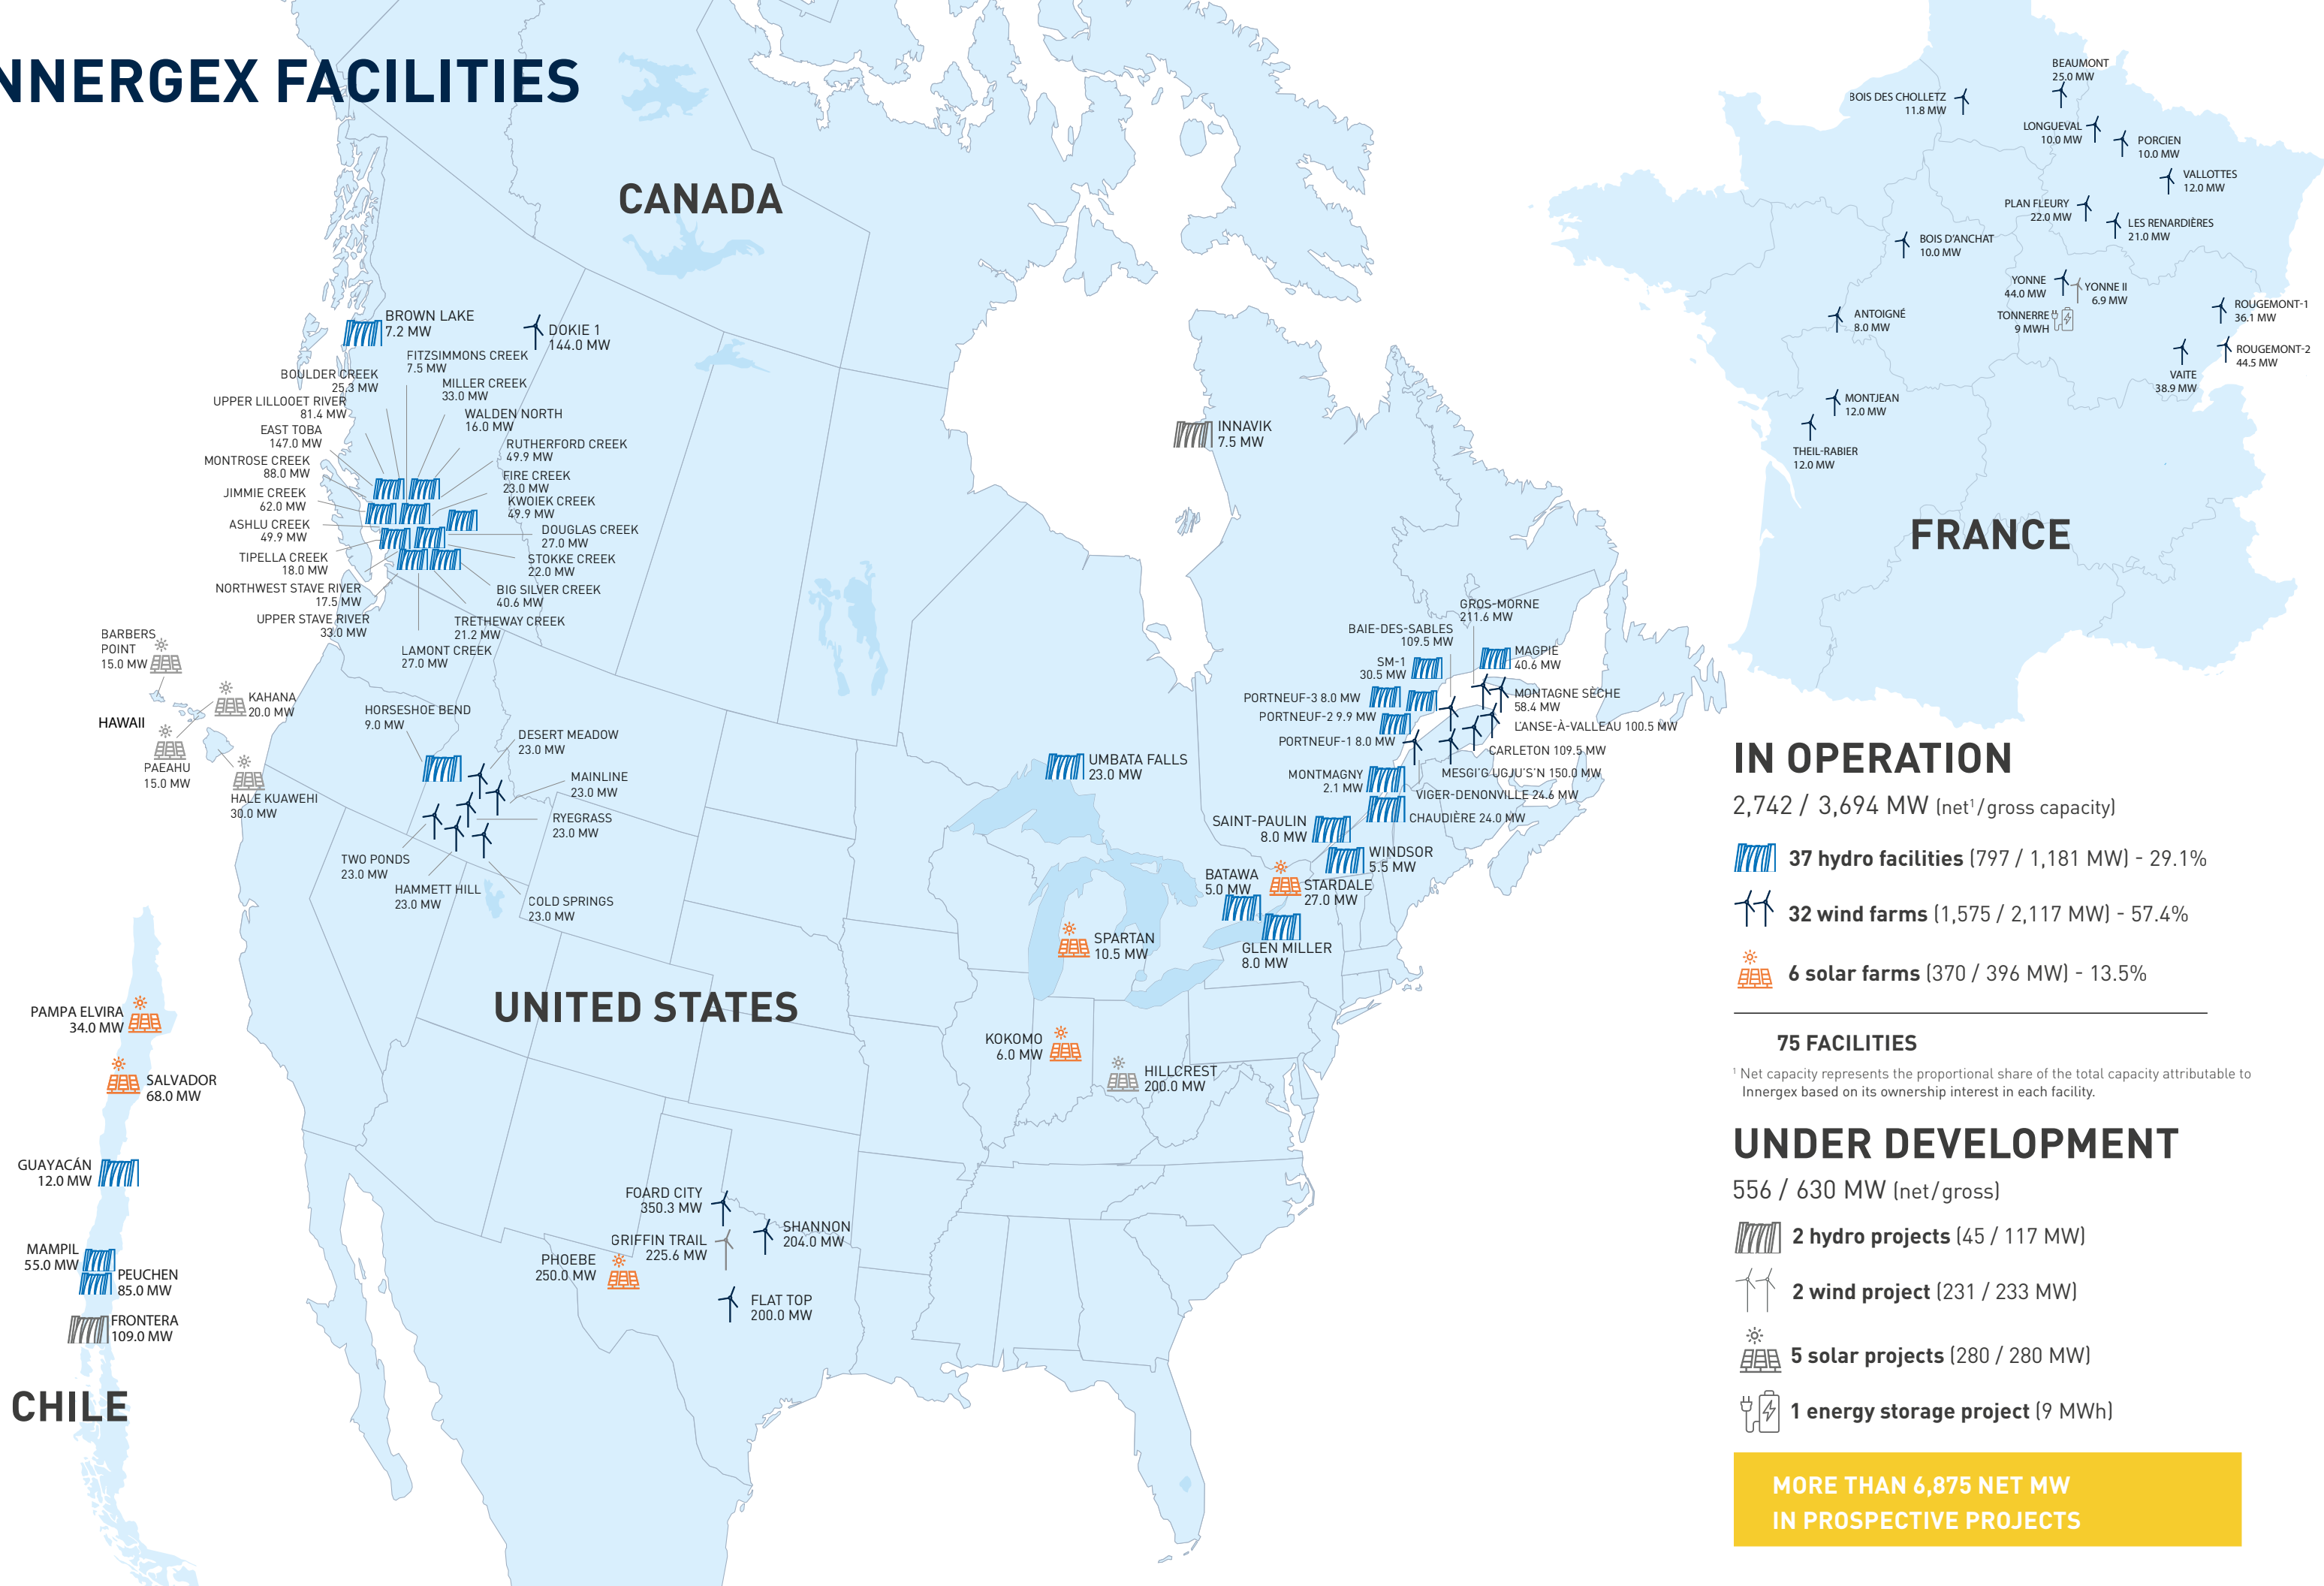 NNERGEX FACILITIES
CANADA
BROWN LAKE
7.2 MW
DOKIE 1
144.0 MW
FITZSIMMONS CREEK
7.5 MW
BOULDER CREEK
25.3 MW
MILLER CREEK
33.0 MW
UPPER LILLOOET RIVER
81.4 MW
WALDEN NORTH
16.0 MW
EAST TOBA
147.0 MW
RUTHERFORD CREEK
49.9 MW
MONTROSE CREEK
88.0 MW
FIRE CREEK
23.0 MW
JIMMIE CREEK
62.0 MW
KWOIEK CREEK
49.9 MW
ASHLU CREEK
49.9 MW
DOUGLAS CREEK
27.0 MW
TIPELLA CREEK
18.0 MW
STOKKE CREEK
22.0 MW
NORTHWEST STAVE RIVER
17.5 MW
BIG SILVER CREEK
40.6 MW
UPPER STAVE RIVER
33.0 MW
TRETHEWAY CREEK
21.2 MW
LAMONT CREEK
27.0 MW
BARBERS
POINT
15.0 MW
KAHANA
20.0 MW
HAWAII
PAEAHU
15.0 MW
HALE KUAWEHI
30.0 MW
HORSESHOE BEND
9.0 MW
DESERT MEADOW
23.0 MW
MAINLINE
23.0 MW
RYEGRASS
23.0 MW
TWO PONDS
23.0 MW
HAMMETT HILL
23.0 MW
COLD SPRINGS
23.0 MW
INNAVIK
7.5 MW
GROS-MORNE
211.6 MW
BAIE-DES-SABLES
109.5 MW
SM-1
30.5 MW
MAGPIE
40.6 MW
PORTNEUF-3 8.0 MW
MONTAGNE SÈCHE
58.4 MW
PORTNEUF-2 9.9 MW
L'ANSE-À-VALLEAU 100.5 MW
PORTNEUF-1 8.0 MW
CARLETON 109.5 MW
MONTMAGNY
2.1 MW
MESGI'G UGJU'S'N 150.0 MW
VIGER-DENONVILLE 24.6 MW
CHAUDIÈRE 24.0 MW
UMBATA FALLS
23.0 MW
SAINT-PAULIN
8.0 MW
WINDSOR
5.5 MW
BATAWA
5.0 MW
STARDALE
27.0 MW
GLEN MILLER
8.0 MW
SPARTAN
10.5 MW
UNITED STATES
KOKOMO
6.0 MW
HILLCREST
200.0 MW
FOARD CITY
350.3 MW
SHANNON
204.0 MW
GRIFFIN TRAIL
225.6 MW
PHOEBE
250.0 MW
FLAT TOP
200.0 MW
PAMPA ELVIRA
34.0 MW
SALVADOR
68.0 MW
GUAYACÁN
12.0 MW
MAMPIL
55.0 MW
PEUCHEN
85.0 MW
FRONTERA
109.0 MW
CHILE
BEAUMONT
25.0 MW
BOIS DES CHOLLETZ
11.8 MW
LONGUEVAL
10.0 MW
PORCIEN
10.0 MW
VALLOTTES
12.0 MW
PLAN FLEURY
22.0 MW
LES RENARDIÈRES
21.0 MW
BOIS D'ANCHAT
10.0 MW
YONNE
44.0 MW
YONNE II
6.9 MW
TONNERRE
9 MWH
ROUGEMONT-1
36.1 MW
ANTOIGNÉ
8.0 MW
ROUGEMONT-2
44.5 MW
VAITE
38.9 MW
MONTJEAN
12.0 MW
THEIL-RABIER
12.0 MW
FRANCE
IN OPERATION
2,742 / 3,694 MW (net¹/gross capacity)
37 hydro facilities (797 / 1,181 MW) - 29.1%
32 wind farms (1,575 / 2,117 MW) - 57.4%
6 solar farms (370 / 396 MW) - 13.5%
75 FACILITIES
¹ Net capacity represents the proportional share of the total capacity attributable to
Innergex based on its ownership interest in each facility.
UNDER DEVELOPMENT
556 / 630 MW (net/gross)
2 hydro projects (45 / 117 MW)
2 wind project (231 / 233 MW)
5 solar projects (280 / 280 MW)
1 energy storage project (9 MWh)
MORE THAN 6,875 NET MW
IN PROSPECTIVE PROJECTS